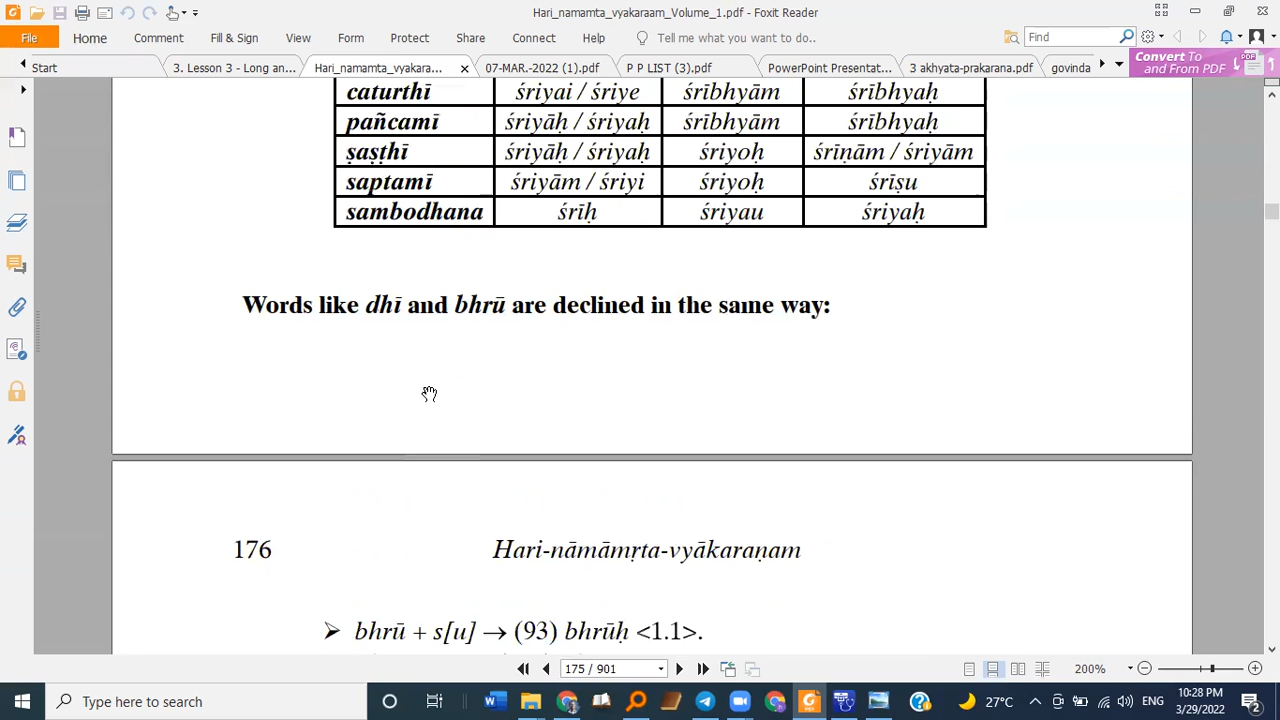 Hari_namamta_vyakaraam_Volume_1.pdf - Foxit Reader
File Home Comment Fill & Sign View Form Protect Share Connect Help Tell me what you want to do.. Find
Start 3. Lesson 3 - Long an... Hari_namamta_vyakara... 07-MAR.-2022 (1).pdf P P LIST (3).pdf PowerPoint Presentat... 3 akhyata-prakarana.pdf govinda Convert To and From PDF
caturthī śriyai / śriye śrībhyām śrībhyaḥ
pañcamī śriyāḥ / śriyaḥ śrībhyām śrībhyaḥ
ṣaṣṭhī śriyāḥ / śriyaḥ śriyoḥ śrīṇām / śriyām
saptamī śriyām / śriyi śriyoḥ śrīṣu
sambodhana śrīḥ śriyau śriyaḥ
Words like dhī and bhrū are declined in the same way:
176 Hari-nāmāmṛta-vyākaraṇam
➢ bhrū + s[u] → (93) bhrūḥ <1.1>.
175 / 901 200%
Type here to search 27°C ENG 10:28 PM 3/29/2022 2